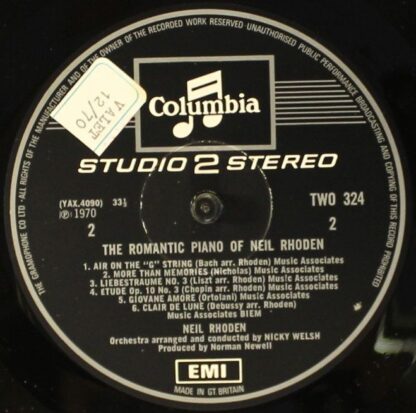 ALL RIGHTS OF THE MANUFACTURER AND OF THE OWNER OF THE RECORDED WORK RESERVED·UNAUTHORISED PUBLIC PERFORMANCE BROADCASTING AND COPYING OF THIS RECORD PROHIBITED·
THE GRAMOPHONE CO LTD·
VALET
12/70
Columbia
STUDIO 2 STEREO
(YAX.4090) 33⅓
TWO 324
℗ 1970
2
2
THE ROMANTIC PIANO OF NEIL RHODEN
1. AIR ON THE "G" STRING (Bach arr. Rhoden) Music Associates
2. MORE THAN MEMORIES (Nicholas) Music Associates
3. LIEBESTRAUME NO. 3 (Liszt arr. Rhoden) Music Associates
4. ETUDE Op. 10 No. 3 (Chopin arr. Rhoden) Music Associates
5. GIOVANE AMORE (Ortolani) Music Associates
6. CLAIR DE LUNE (Debussy arr. Rhoden)
Music Associates BIEM
NEIL RHODEN
Orchestra arranged and conducted by NICKY WELSH
Produced by Norman Newell
EMI
MADE IN GT. BRITAIN